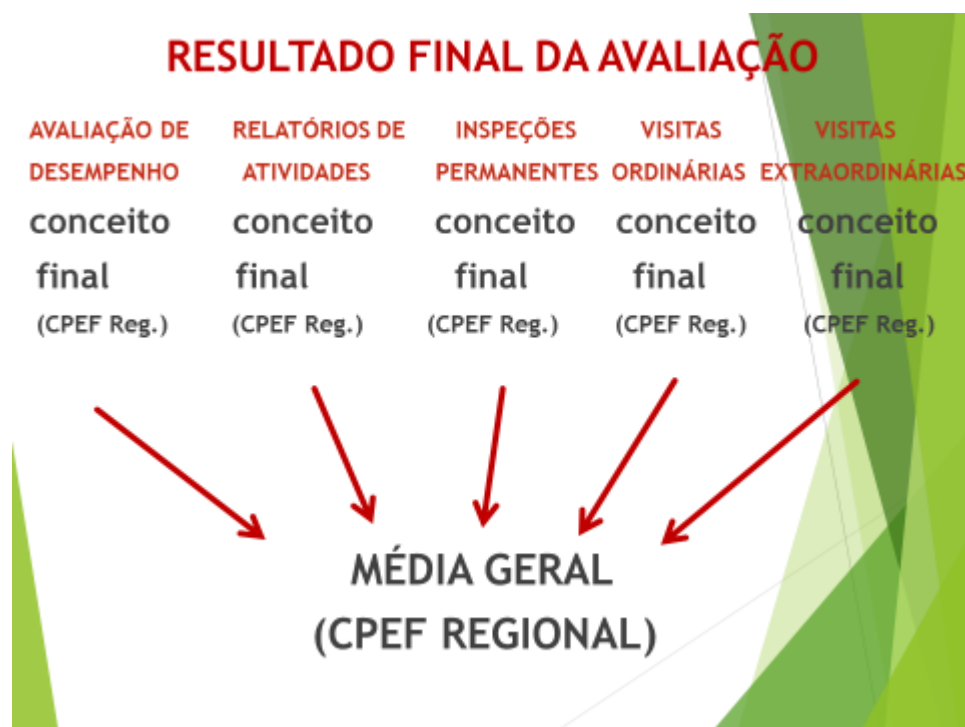 RESULTADO FINAL DA AVALIAÇÃO
AVALIAÇÃO DE RELATÓRIOS DE INSPEÇÕES VISITAS VISITAS
DESEMPENHO ATIVIDADES PERMANENTES ORDINÁRIAS EXTRAORDINÁRIAS
conceito conceito conceito conceito conceito
final final final final final
(CPEF Reg.) (CPEF Reg.) (CPEF Reg.) (CPEF Reg.) (CPEF Reg.)
MÉDIA GERAL
(CPEF REGIONAL)